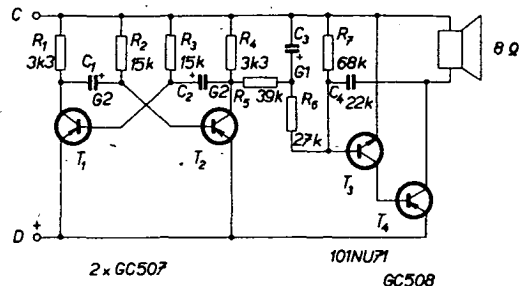 C
R1
3k3
C1
+
G2
R2
15k
R3
15k
+
C2
G2
R4
3k3
R5
39k
C3
+
G1
R6
27k
R7
68k
C4
22k
8 Ω
T1
T2
T3
T4
D
+
2 x GC507
101NU71
GC508